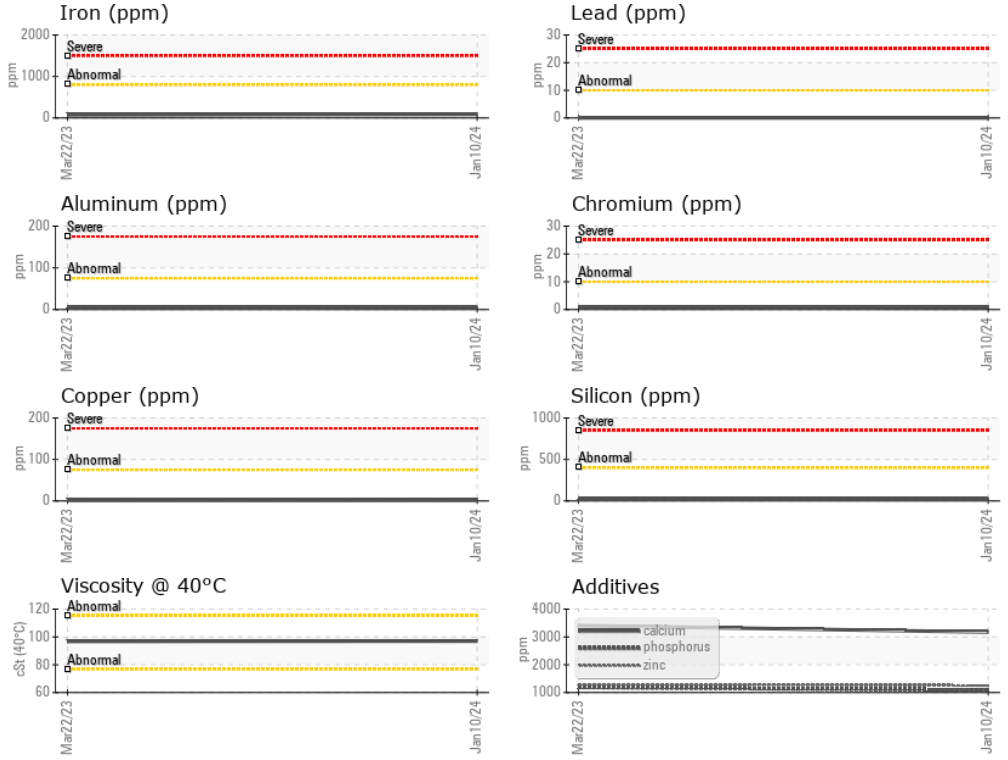 Iron (ppm)
2000
1000
0
ppm
Severe
Abnormal
Mar22/23
Jan10/24
Lead (ppm)
30
20
10
0
ppm
Severe
Abnormal
Mar22/23
Jan10/24
Aluminum (ppm)
200
100
0
ppm
Severe
Abnormal
Mar22/23
Jan10/24
Chromium (ppm)
30
20
10
0
ppm
Severe
Abnormal
Mar22/23
Jan10/24
Copper (ppm)
200
100
0
ppm
Severe
Abnormal
Mar22/23
Jan10/24
Silicon (ppm)
1000
500
0
ppm
Severe
Abnormal
Mar22/23
Jan10/24
Viscosity @ 40°C
120
100
80
60
cSt (40°C)
Abnormal
Abnormal
Mar22/23
Jan10/24
Additives
4000
3000
2000
1000
ppm
calcium
phosphorus
zinc
Mar22/23
Jan10/24